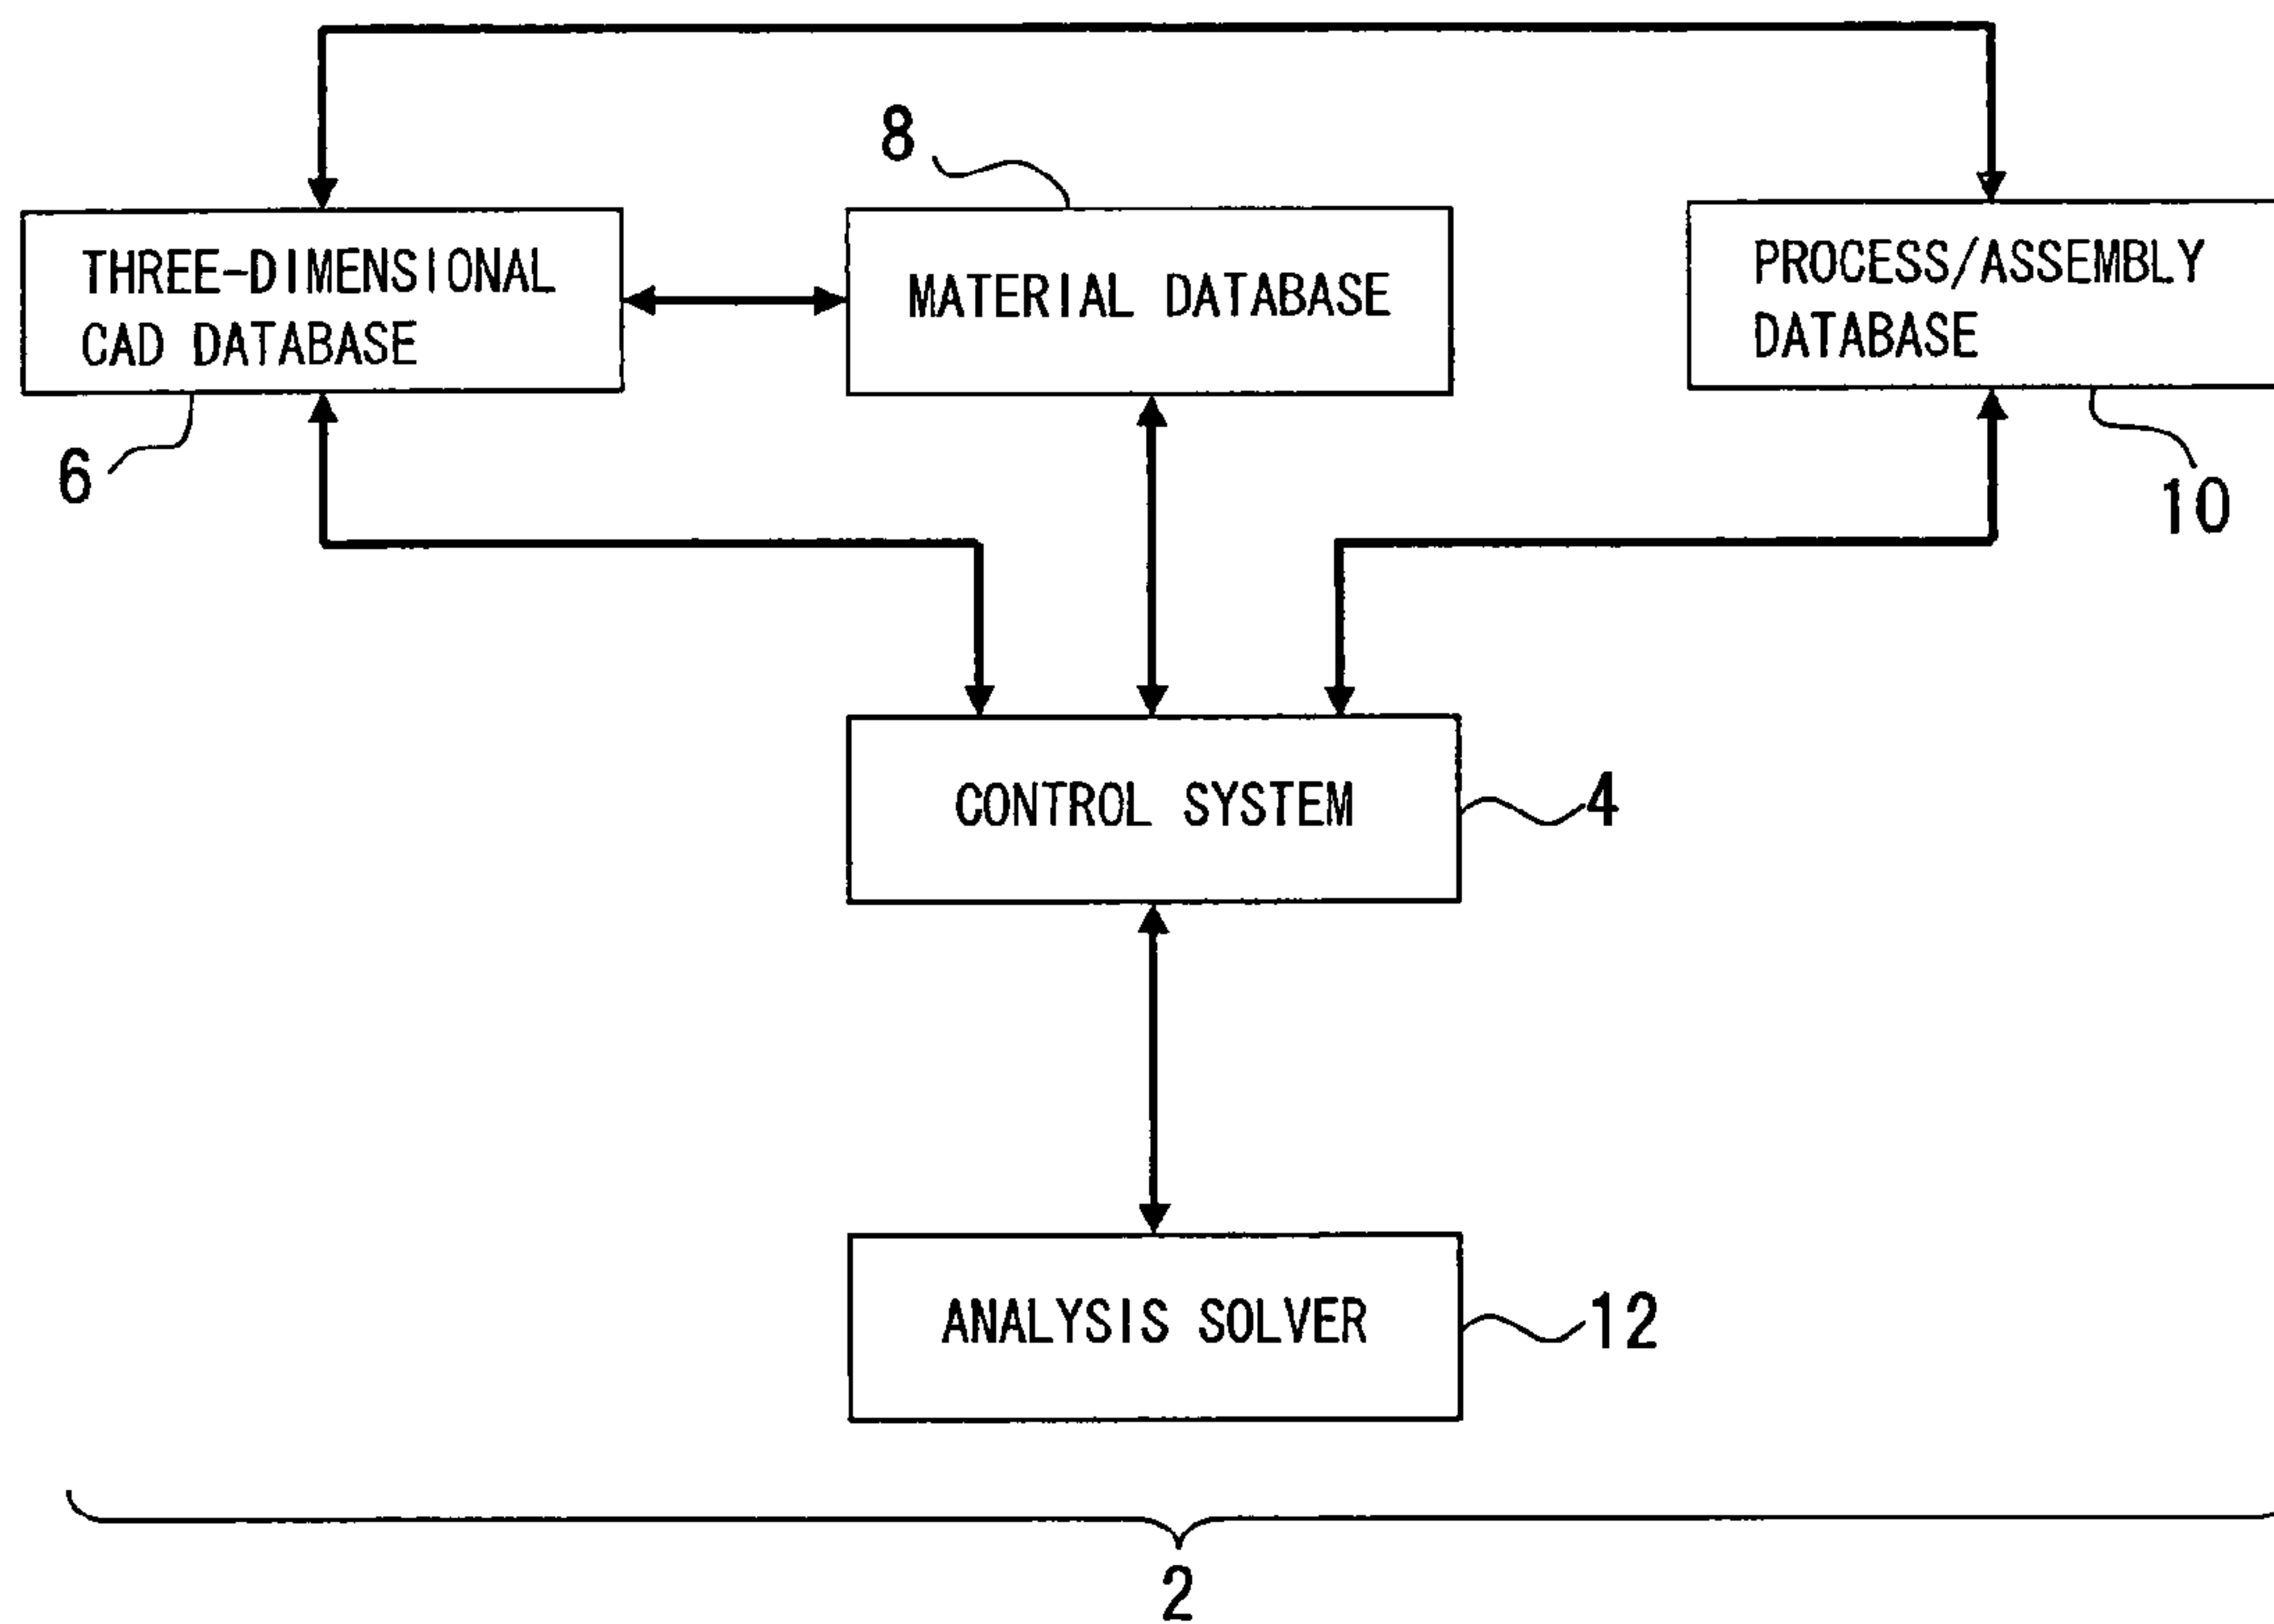 8
THREE-DIMENSIONAL
CAD DATABASE
MATERIAL DATABASE
PROCESS/ASSEMBLY
DATABASE
6
10
CONTROL SYSTEM
4
ANALYSIS SOLVER
12
2